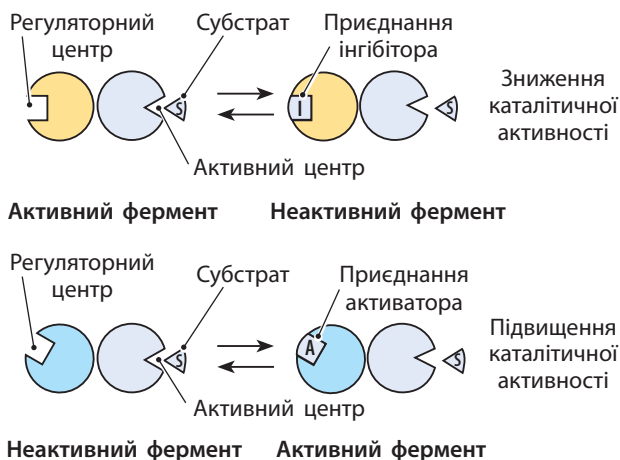 Регуляторний
центр
Субстрат
Приєднання
інгібітора
S
I
S
Зниження
каталітичної
активності
Активний центр
Активний фермент
Неактивний фермент
Регуляторний
центр
Субстрат
Приєднання
активатора
S
A
S
Підвищення
каталітичної
активності
Активний центр
Неактивний фермент
Активний фермент